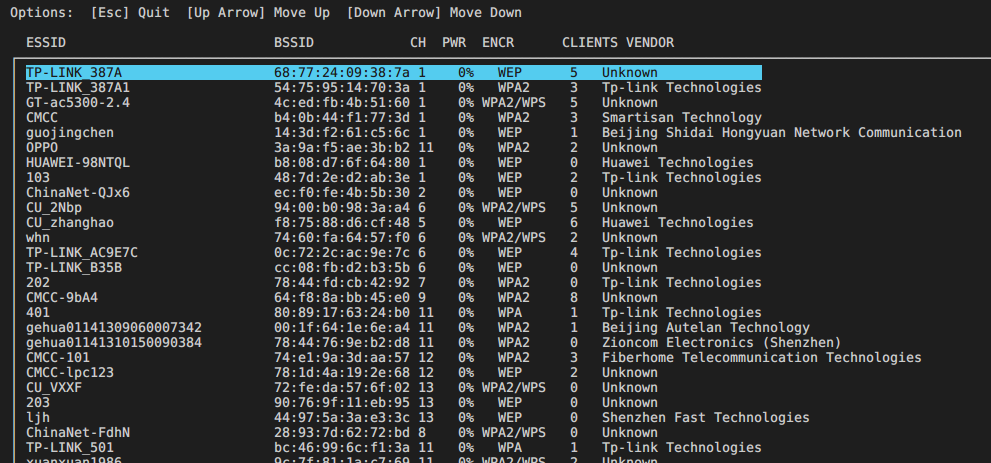 Options: [Esc] Quit [Up Arrow] Move Up [Down Arrow] Move Down
ESSID BSSID CH PWR ENCR CLIENTS VENDOR
TP-LINK_387A 68:77:24:09:38:7a 1 0% WEP 5 Unknown
TP-LINK_387A1 54:75:95:14:70:3a 1 0% WPA2 3 Tp-link Technologies
GT-ac5300-2.4 4c:ed:fb:4b:51:60 1 0% WPA2/WPS 5 Unknown
CMCC b4:0b:44:f1:77:3d 1 0% WPA2 3 Smartisan Technology
guojingchen 14:3d:f2:61:c5:6c 1 0% WEP 1 Beijing Shidai Hongyuan Network Communication
OPPO 3a:9a:f5:ae:3b:b2 11 0% WPA2 2 Unknown
HUAWEI-98NTQL b8:08:d7:6f:64:80 1 0% WEP 0 Huawei Technologies
103 48:7d:2e:d2:ab:3e 1 0% WEP 2 Tp-link Technologies
ChinaNet-QJx6 ec:f0:fe:4b:5b:30 2 0% WEP 0 Unknown
CU_2Nbp 94:00:b0:98:3a:a4 6 0% WPA2/WPS 5 Unknown
CU_zhanghao f8:75:88:d6:cf:48 5 0% WEP 6 Huawei Technologies
whn 74:60:fa:64:57:f0 6 0% WPA2/WPS 2 Unknown
TP-LINK_AC9E7C 0c:72:2c:ac:9e:7c 6 0% WEP 4 Tp-link Technologies
TP-LINK_B35B cc:08:fb:d2:b3:5b 6 0% WEP 0 Unknown
202 78:44:fd:cb:42:92 7 0% WPA2 0 Tp-link Technologies
CMCC-9bA4 64:f8:8a:bb:45:e0 9 0% WPA2 8 Unknown
401 80:89:17:63:24:b0 11 0% WPA 1 Tp-link Technologies
gehua01141309060007342 00:1f:64:1e:6e:a4 11 0% WPA2 1 Beijing Autelan Technology
gehua01141310150090384 78:44:76:9e:b2:d8 11 0% WPA2 0 Zioncom Electronics (Shenzhen)
CMCC-101 74:e1:9a:3d:aa:57 12 0% WPA2 3 Fiberhome Telecommunication Technologies
CMCC-lpc123 78:1d:4a:19:2e:68 12 0% WEP 2 Unknown
CU_VXXF 72:fe:da:57:6f:02 13 0% WPA2/WPS 0 Unknown
203 90:76:9f:11:eb:95 13 0% WEP 0 Unknown
ljh 44:97:5a:3a:e3:3c 13 0% WEP 0 Shenzhen Fast Technologies
ChinaNet-FdhN 28:93:7d:62:72:bd 8 0% WPA2/WPS 0 Unknown
TP-LINK_501 bc:46:99:6c:f1:3a 11 0% WPA 1 Tp-link Technologies
xuanxuan1986 9c:7f:81:1a:c7:69 11 0% WPA2/WPS 2 Unknown